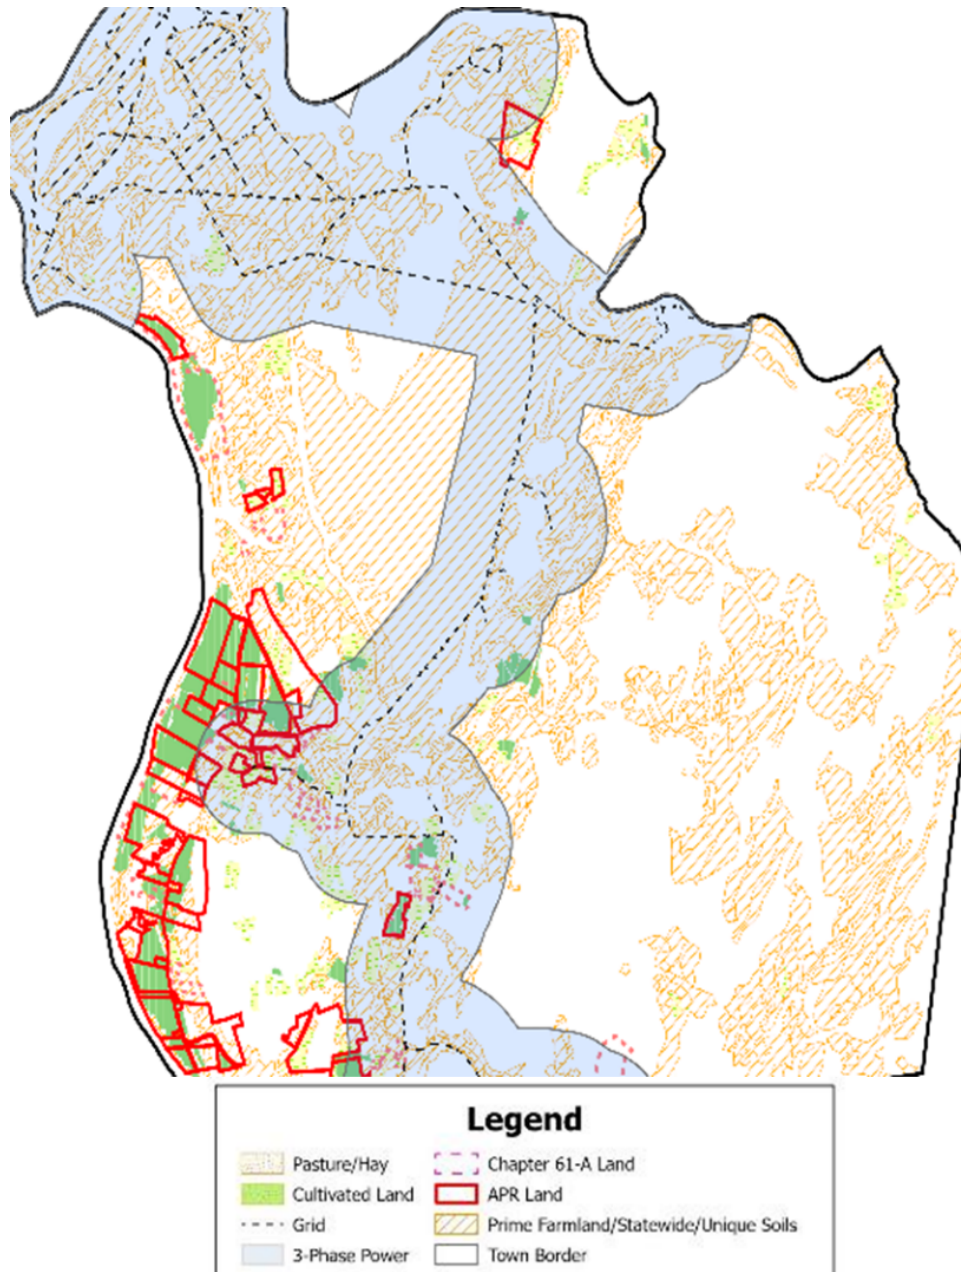 Legend
Pasture/Hay
Chapter 61-A Land
Cultivated Land
APR Land
Grid
Prime Farmland/Statewide/Unique Soils
3-Phase Power
Town Border